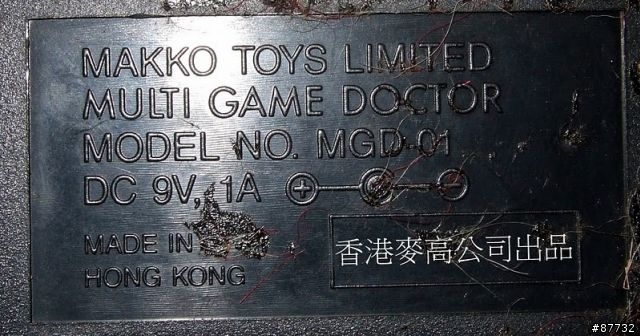 MAKKO TOYS LIMITED
MULTI GAME DOCTOR
MODEL NO. MGD-01
DC 9V, 1A
MADE IN
HONG KONG
香港麥高公司出品
#87732